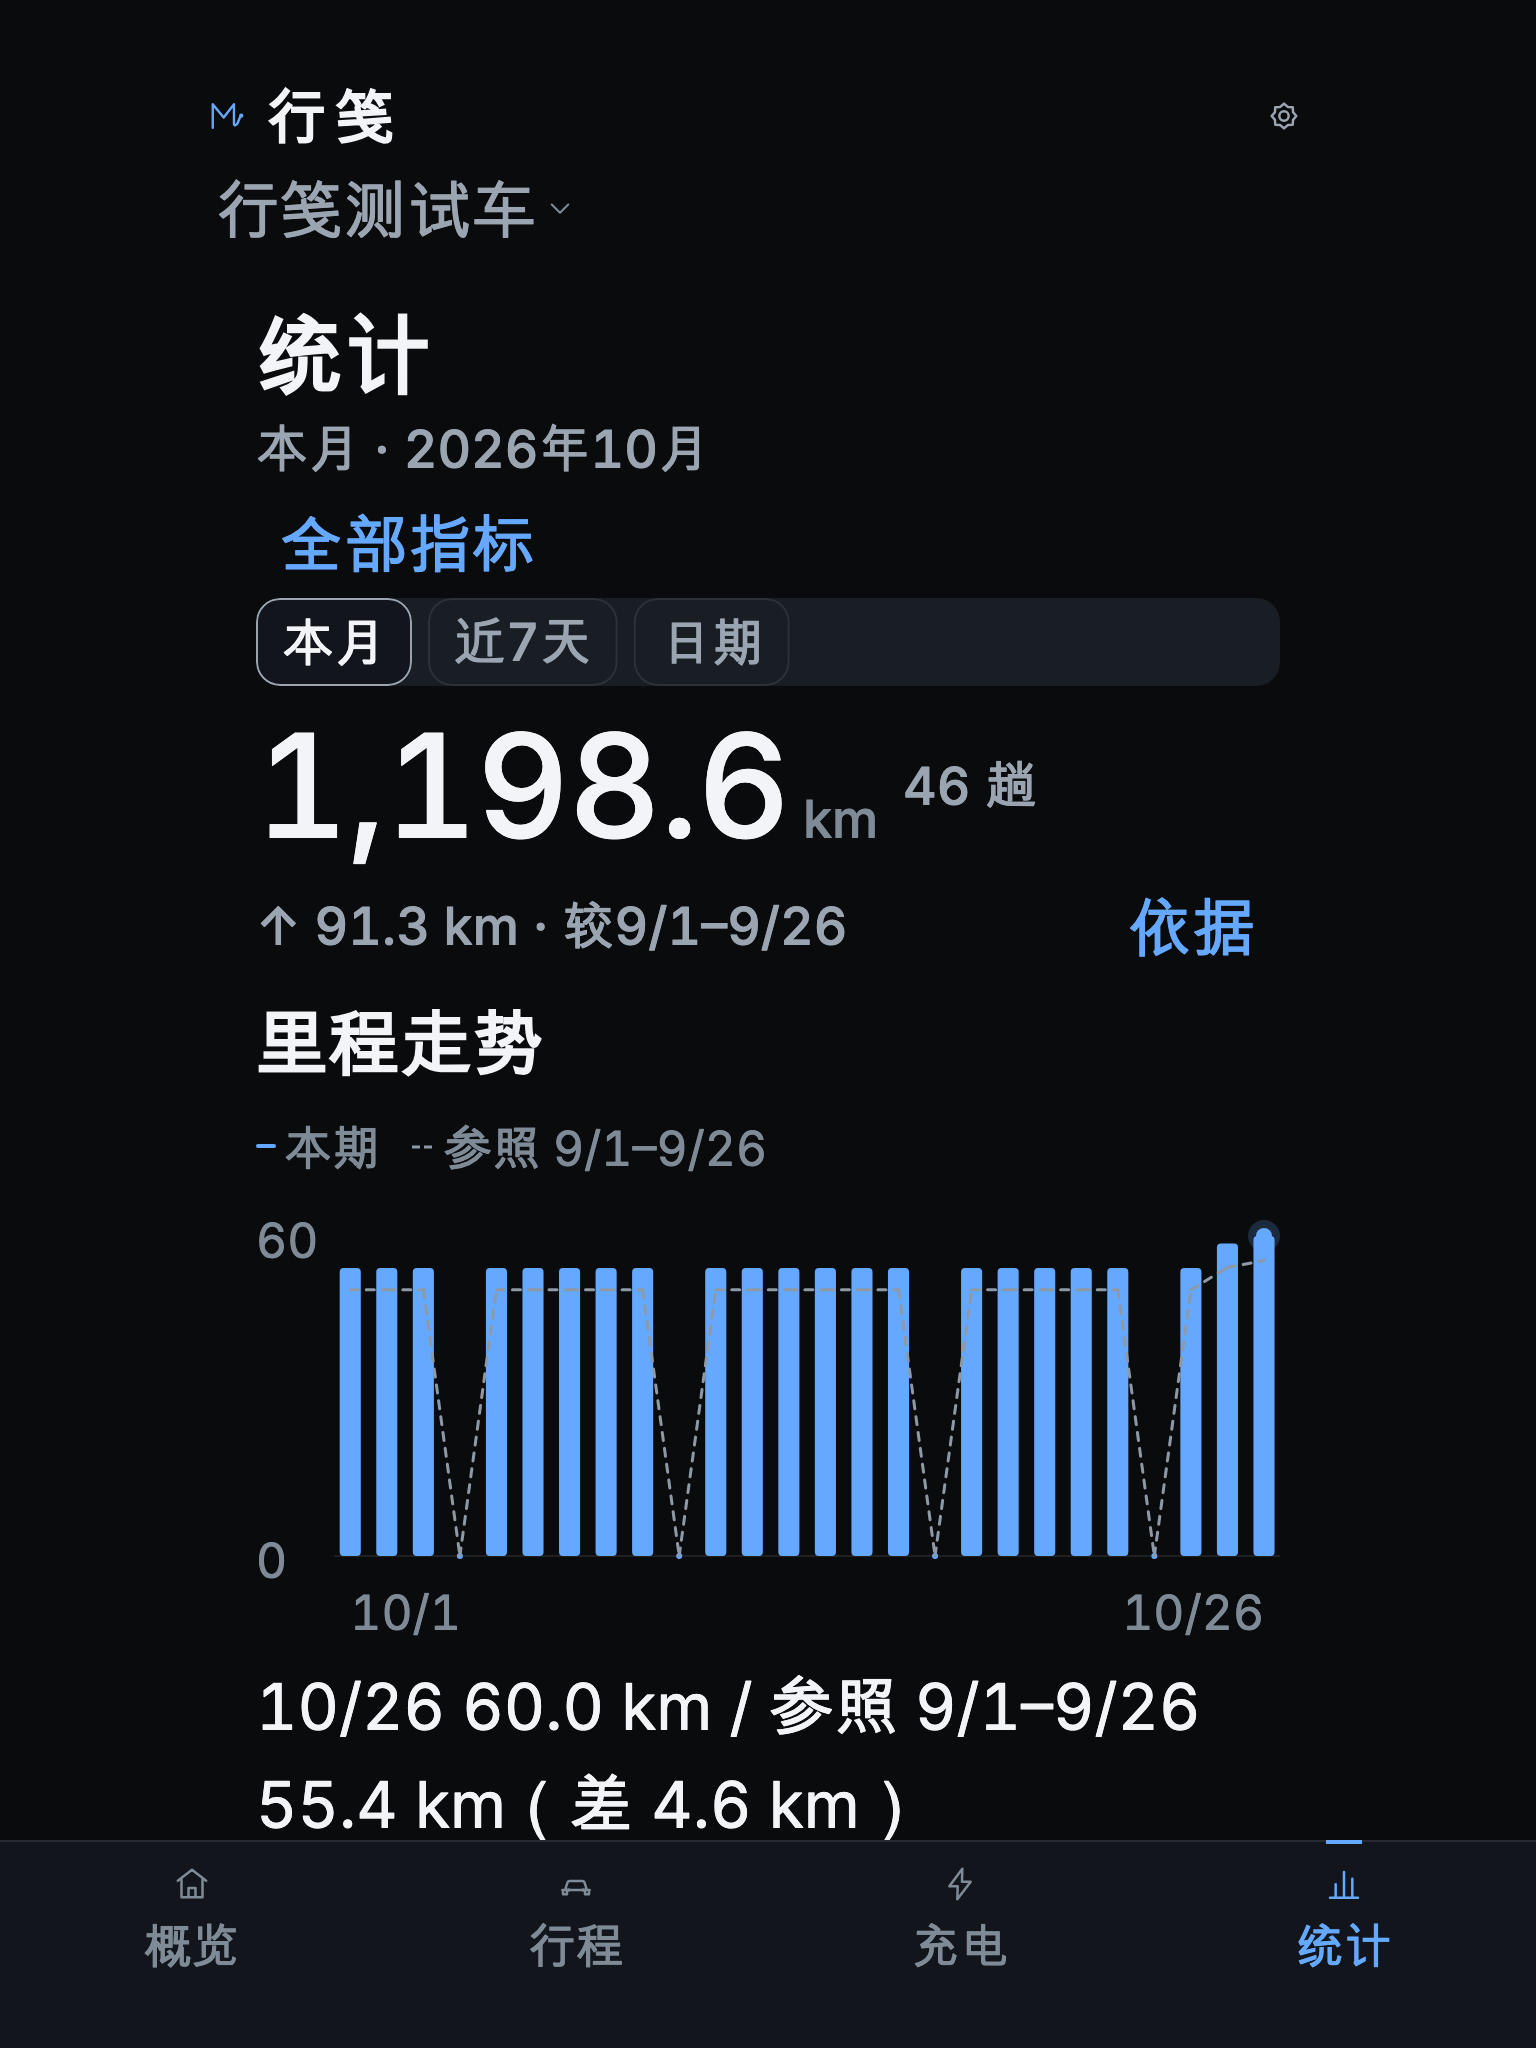 行笺
行笺测试车
统计
本月 · 2026年10月
全部指标
本月 近7天 日期
1,198.6 km 46 趟
↑ 91.3 km · 较9/1–9/26 依据
里程走势
本期 参照 9/1–9/26
60
0
10/1 10/26
10/26 60.0 km / 参照 9/1–9/26
55.4 km（差 4.6 km）
概览 行程 充电 统计